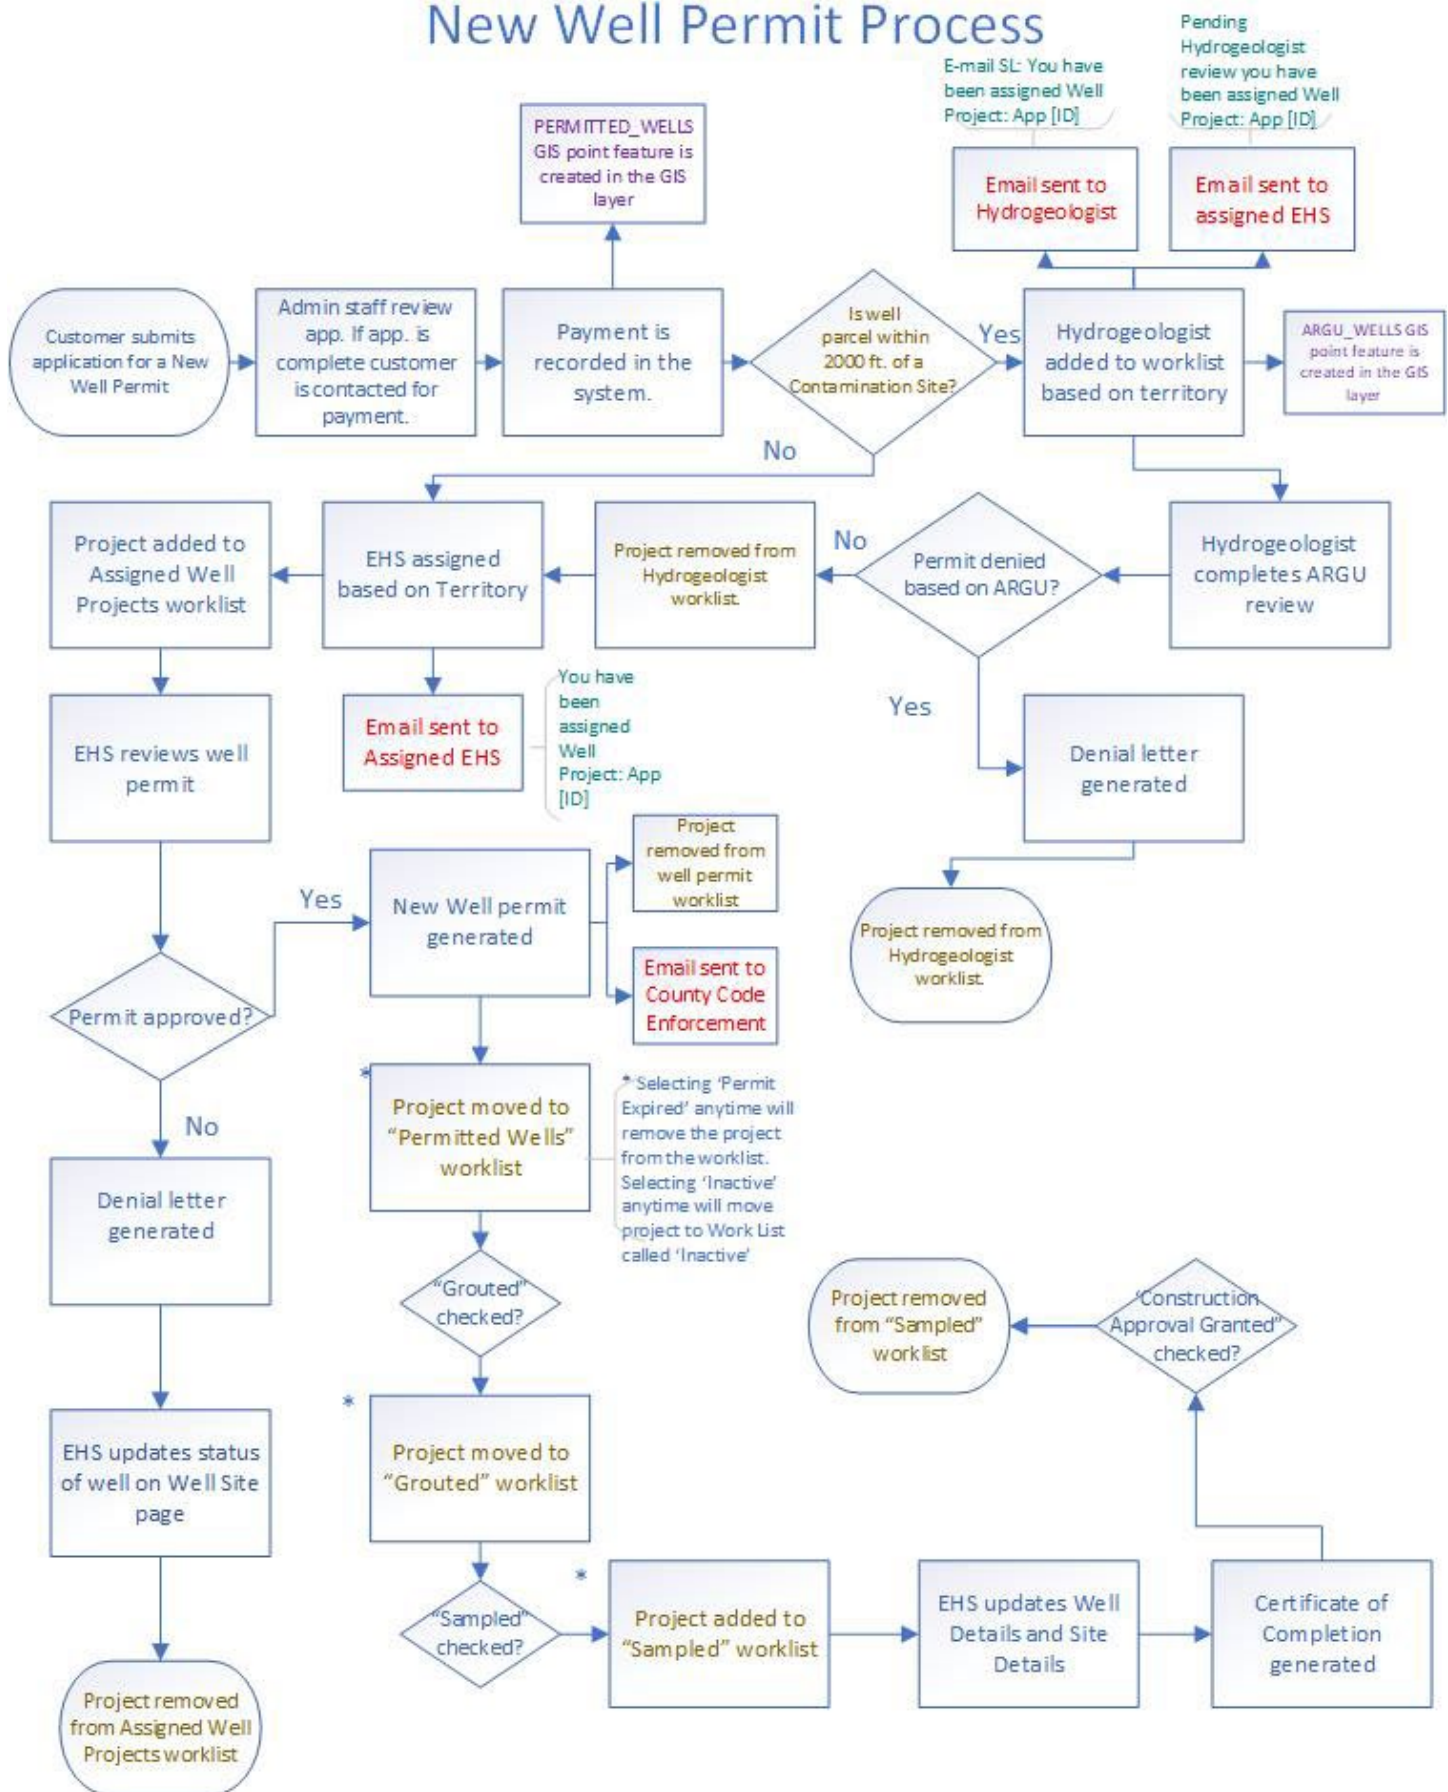 New Well Permit Process
E-mail SL: You have
been assigned Well
Project: App [ID]
Pending
Hydrogeologist
review you have
been assigned Well
Project: App [ID]
PERMITTED_WELLS
GIS point feature is
created in the GIS
layer
Email sent to
Hydrogeologist
Email sent to
assigned EHS
Customer submits
application for a New
Well Permit
Admin staff review
app. If app. is
complete customer
is contacted for
payment.
Payment is
recorded in the
system.
Is well
parcel within
2000 ft. of a
Contamination Site?
Yes
Hydrogeologist
added to worklist
based on territory
ARGU_WELLS GIS
point feature is
created in the GIS
layer
No
Project added to
Assigned Well
Projects worklist
EHS assigned
based on Territory
Project removed from
Hydrogeologist
worklist.
No
Permit denied
based on ARGU?
Hydrogeologist
completes ARGU
review
EHS reviews well
permit
Email sent to
Assigned EHS
You have
been
assigned
Well
Project: App
[ID]
Yes
Denial letter
generated
Yes
New Well permit
generated
Project
removed from
well permit
worklist
Email sent to
County Code
Enforcement
Project removed from
Hydrogeologist
worklist.
Permit approved?
*
Project moved to
“Permitted Wells”
worklist
* Selecting ‘Permit
Expired’ anytime will
remove the project
from the worklist.
Selecting ‘Inactive’
anytime will move
project to Work List
called ‘Inactive’
No
Denial letter
generated
“Grouted”
checked?
Project removed
from “Sampled”
worklist
‘Construction
Approval Granted”
checked?
*
Project moved to
“Grouted” worklist
EHS updates status
of well on Well Site
page
*
“Sampled”
checked?
Project added to
“Sampled” worklist
EHS updates Well
Details and Site
Details
Certificate of
Completion
generated
Project removed
from Assigned Well
Projects worklist